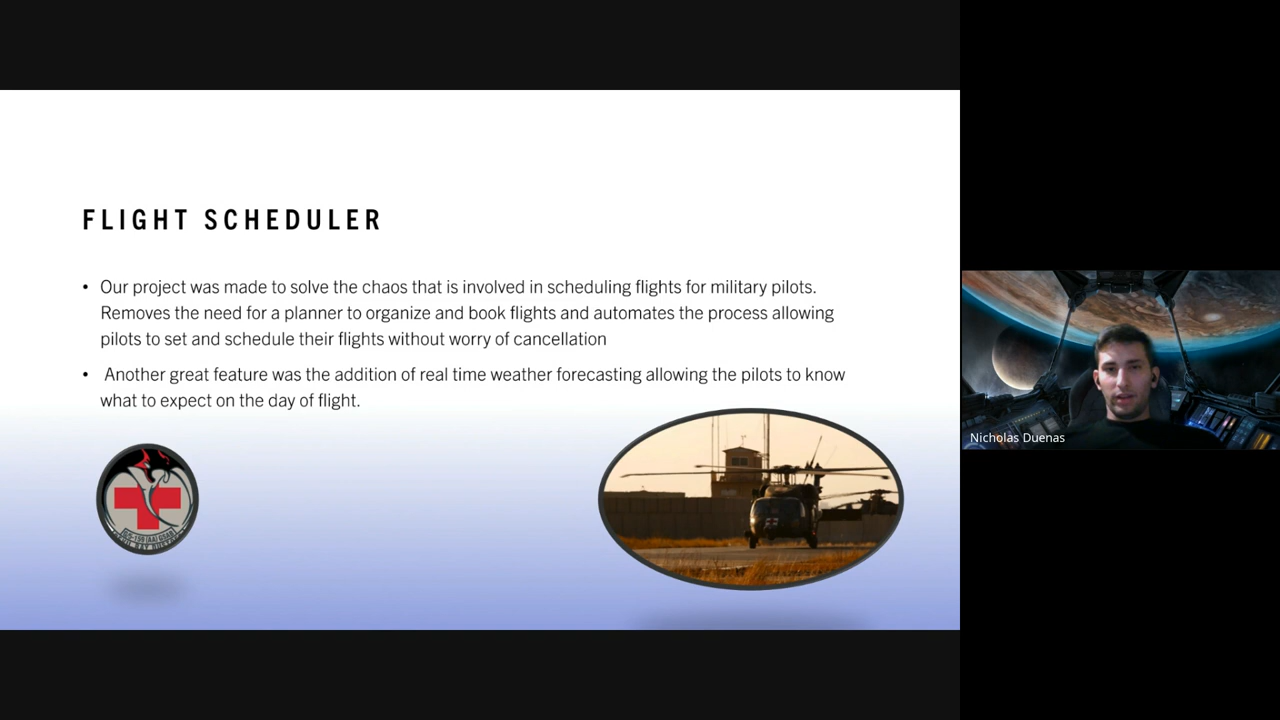 FLIGHT SCHEDULER
• Our project was made to solve the chaos that is involved in scheduling flights for military pilots.
Removes the need for a planner to organize and book flights and automates the process allowing
pilots to set and schedule their flights without worry of cancellation
• Another great feature was the addition of real time weather forecasting allowing the pilots to know
what to expect on the day of flight.
Nicholas Duenas